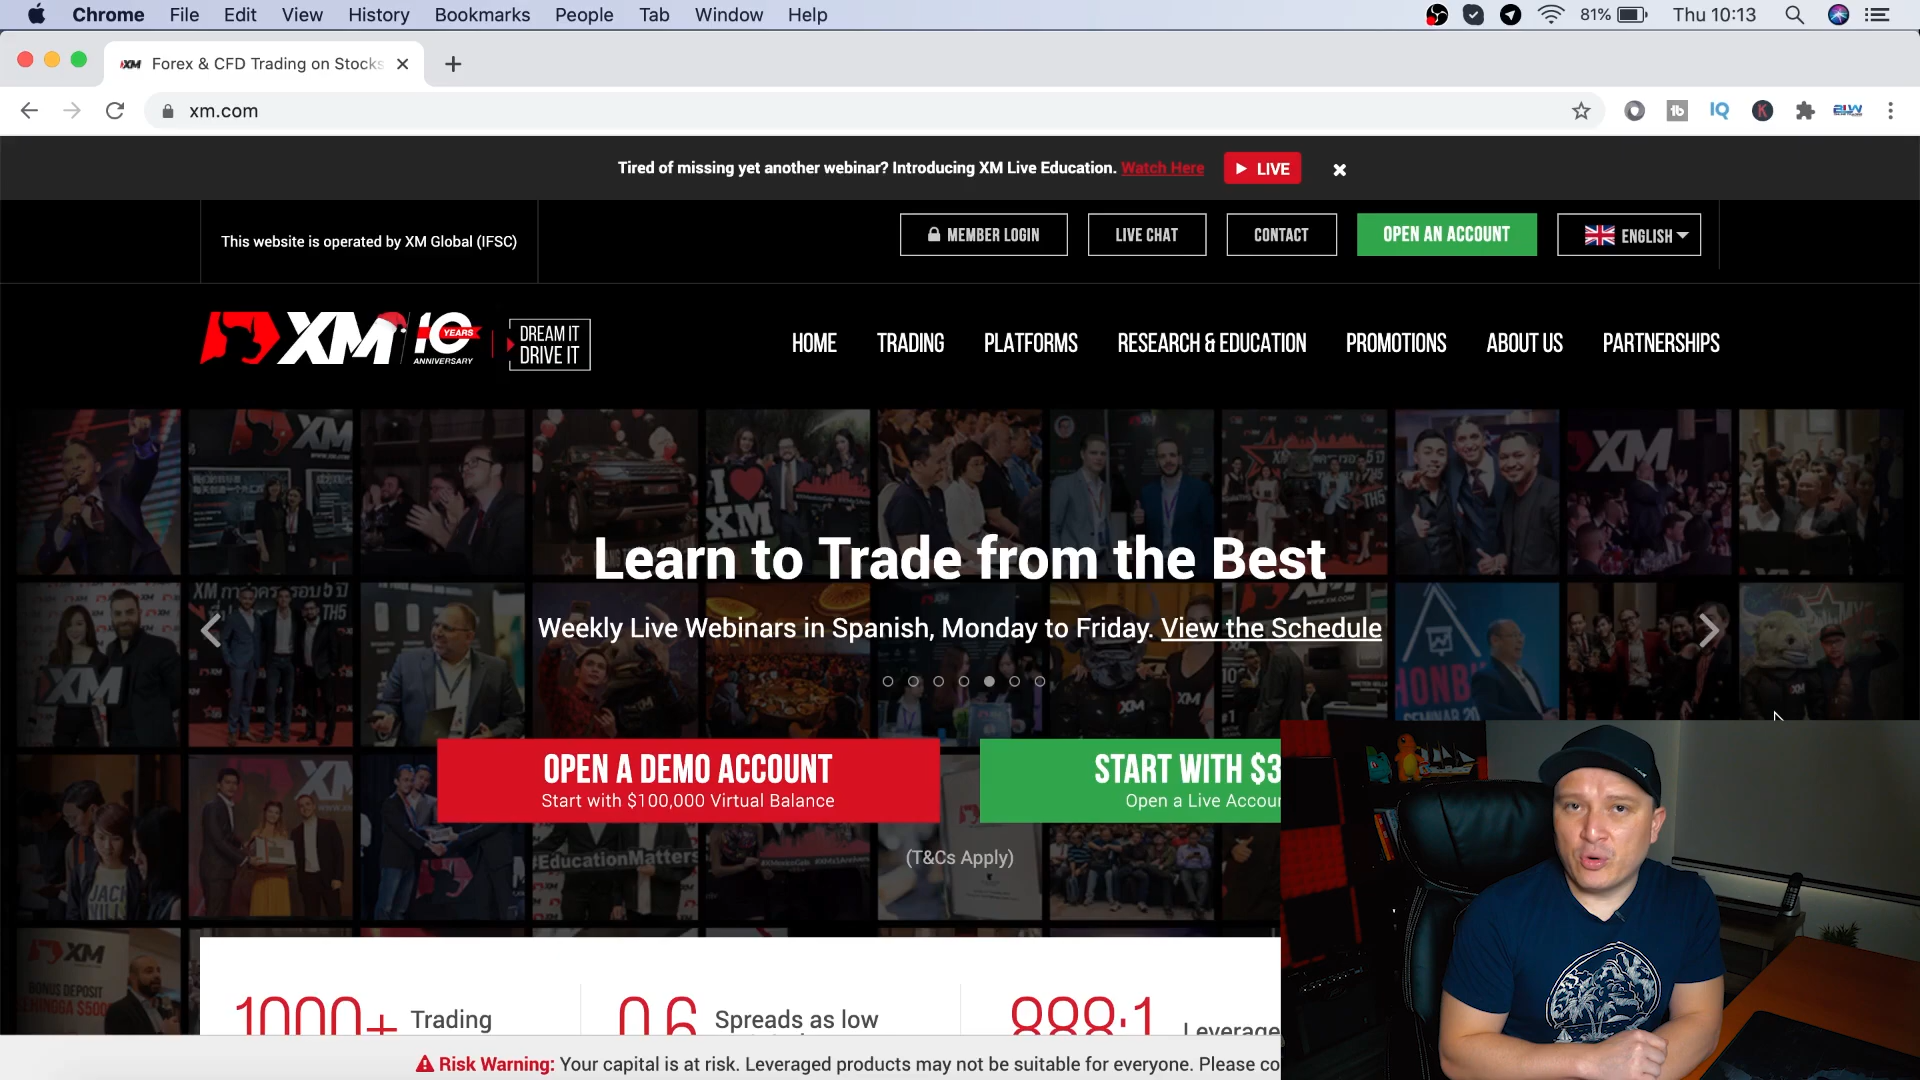 Chrome File Edit View History Bookmarks People Tab Window Help 81% Thu 10:13
XM Forex & CFD Trading on Stocks
xm.com
Tired of missing yet another webinar? Introducing XM Live Education. Watch Here LIVE
This website is operated by XM Global (IFSC)
MEMBER LOGIN LIVE CHAT CONTACT OPEN AN ACCOUNT ENGLISH
XM 10 YEARS ANNIVERSARY
DREAM IT
DRIVE IT
HOME TRADING PLATFORMS RESEARCH & EDUCATION PROMOTIONS ABOUT US PARTNERSHIPS
Learn to Trade from the Best
Weekly Live Webinars in Spanish, Monday to Friday. View the Schedule
OPEN A DEMO ACCOUNT
Start with $100,000 Virtual Balance
START WITH $3
Open a Live Accou
(T&Cs Apply)
1000+ Trading
0.6 Spreads as low
888:1 Leverage
Risk Warning: Your capital is at risk. Leveraged products may not be suitable for everyone. Please co